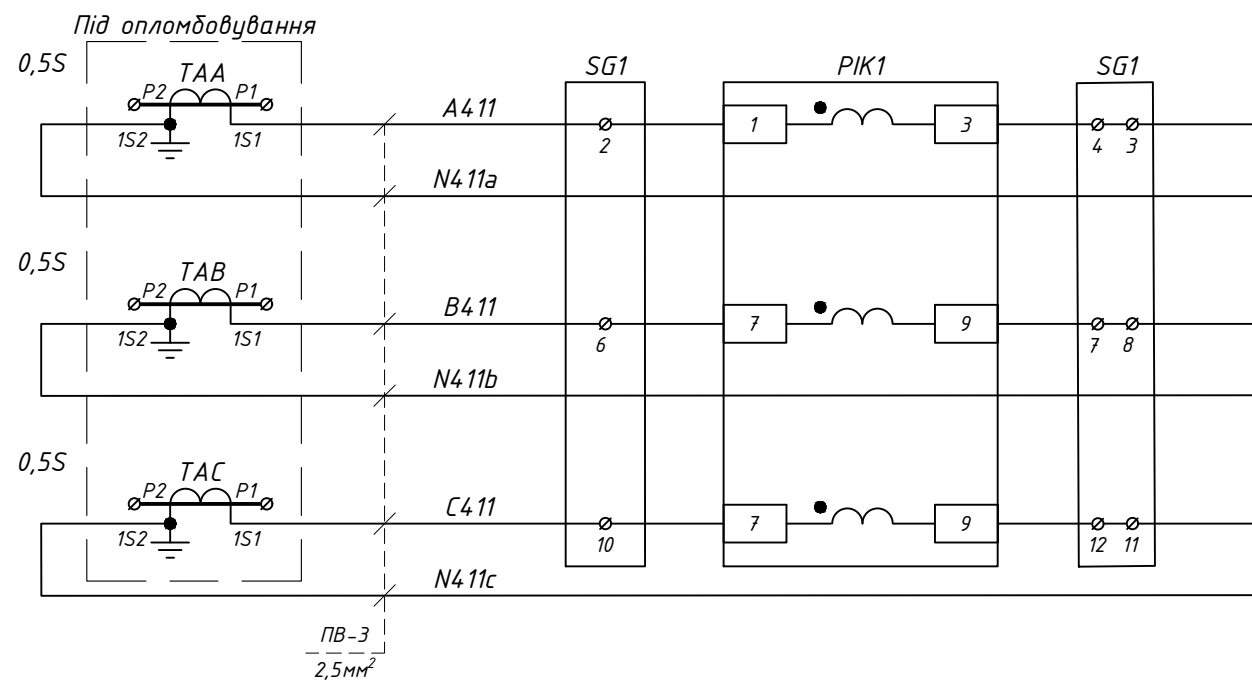 Під опломбовування
0,5S
TAA
P2
P1
1S2
1S1
A411
N411a
SG1
2
PIK1
1
3
SG1
4
3
0,5S
TAB
P2
P1
1S2
1S1
B411
N411b
6
7
9
7
8
0,5S
TAC
P2
P1
1S2
1S1
C411
N411c
10
7
9
12
11
ПВ-3
2,5мм²